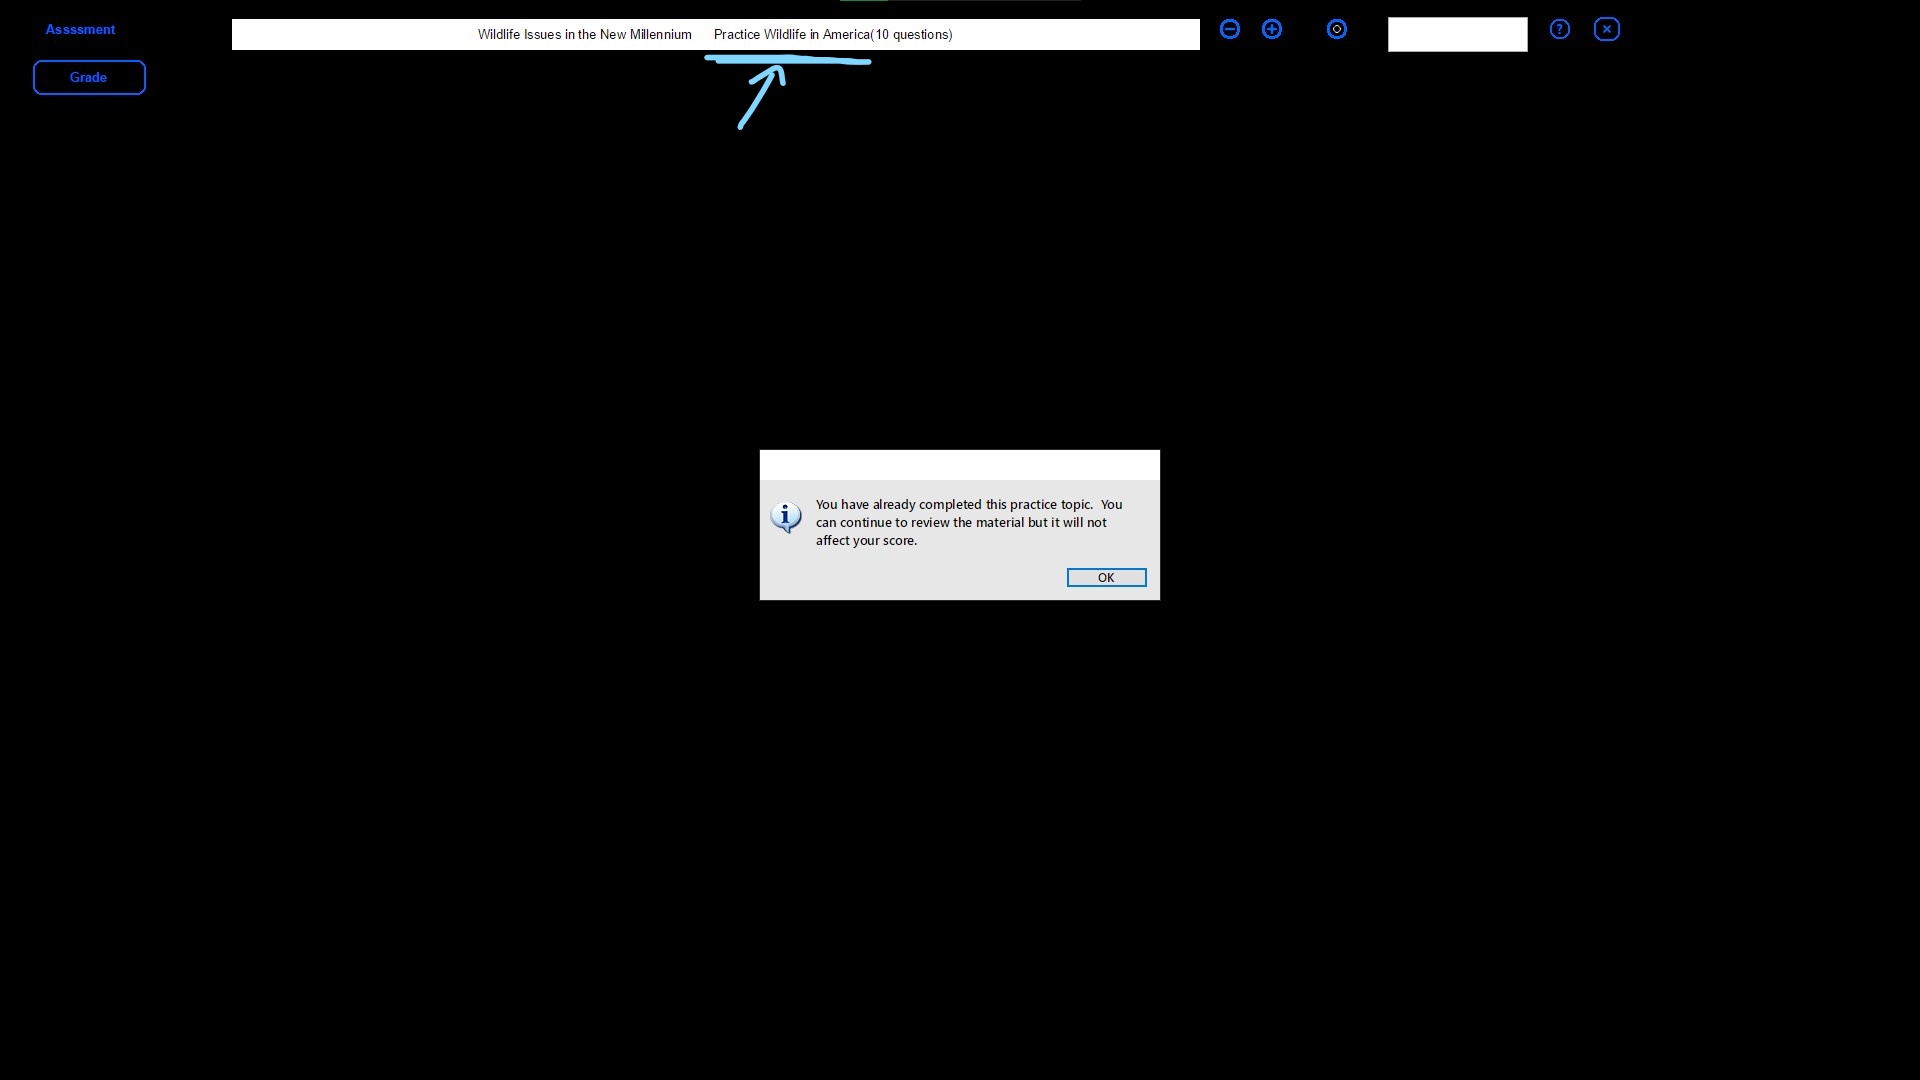 Asssment
Wildlife Issues in the New Millennium Practice Wildlife in America(10 questions)
Grade
You have already completed this practice topic. You
can continue to review the material but it will not
affect your score.
OK